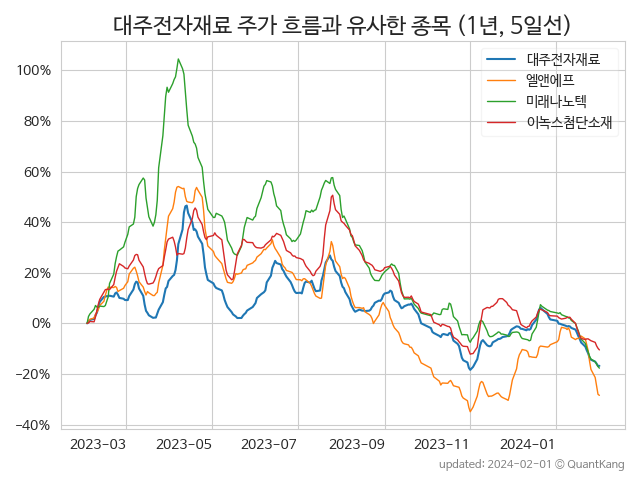 대주전자재료 주가 흐름과 유사한 종목 (1년, 5일선)
대주전자재료
엘앤에프
미래나노텍
이녹스첨단소재
100%
80%
60%
40%
20%
0%
−20%
−40%
2023-03
2023-05
2023-07
2023-09
2023-11
2024-01
updated: 2024-02-01 © QuantKang